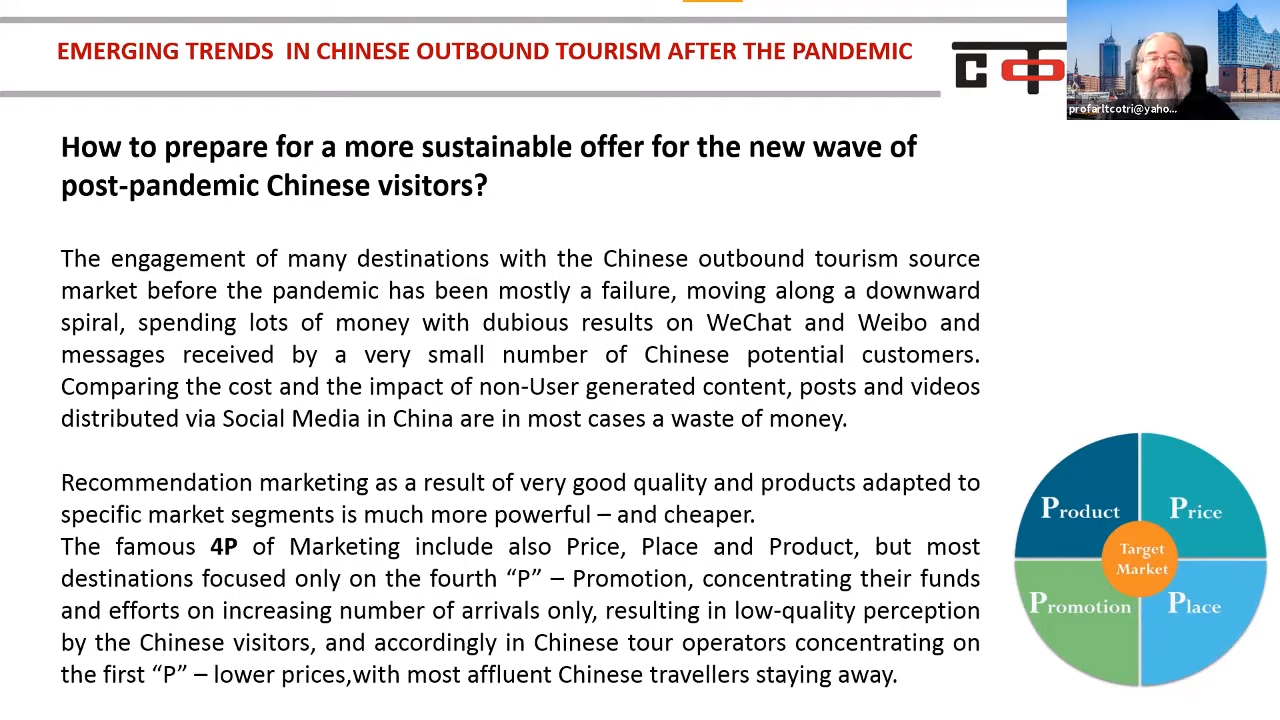 EMERGING TRENDS IN CHINESE OUTBOUND TOURISM AFTER THE PANDEMIC
profarltcotri@yaho...
How to prepare for a more sustainable offer for the new wave of
post-pandemic Chinese visitors?
The engagement of many destinations with the Chinese outbound tourism source
market before the pandemic has been mostly a failure, moving along a downward
spiral, spending lots of money with dubious results on WeChat and Weibo and
messages received by a very small number of Chinese potential customers.
Comparing the cost and the impact of non-User generated content, posts and videos
distributed via Social Media in China are in most cases a waste of money.
Recommendation marketing as a result of very good quality and products adapted to
specific market segments is much more powerful – and cheaper.
The famous 4P of Marketing include also Price, Place and Product, but most
destinations focused only on the fourth “P” – Promotion, concentrating their funds
and efforts on increasing number of arrivals only, resulting in low-quality perception
by the Chinese visitors, and accordingly in Chinese tour operators concentrating on
the first “P” – lower prices,with most affluent Chinese travellers staying away.
Product
Price
Target
Market
Promotion
Place